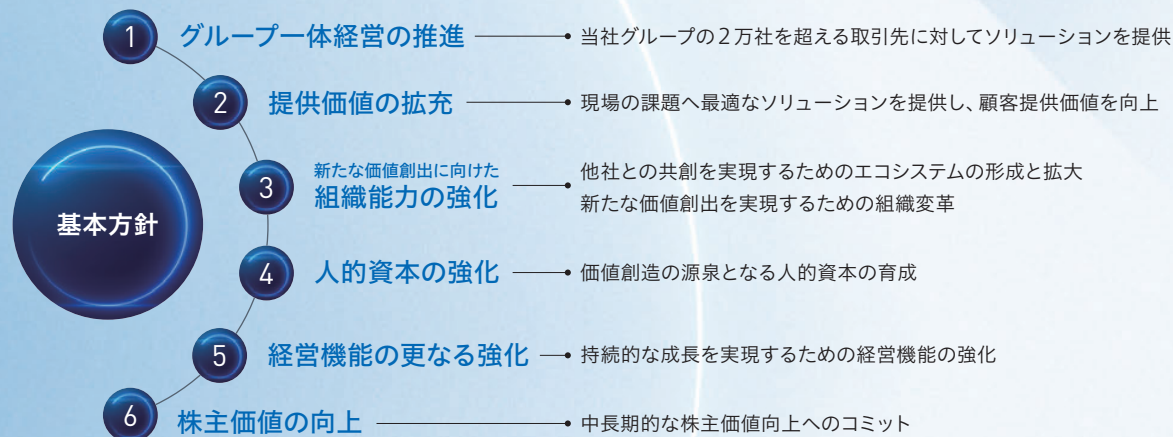 1 グループ一体経営の推進 当社グループの2万社を超える取引先に対してソリューションを提供
2 提供価値の拡充 現場の課題へ最適なソリューションを提供し、顧客提供価値を向上
基本方針
3 新たな価値創出に向けた
組織能力の強化
他社との共創を実現するためのエコシステムの形成と拡大
新たな価値創出を実現するための組織変革
4 人的資本の強化 価値創造の源泉となる人的資本の育成
5 経営機能の更なる強化 持続的な成長を実現するための経営機能の強化
6 株主価値の向上 中長期的な株主価値向上へのコミット